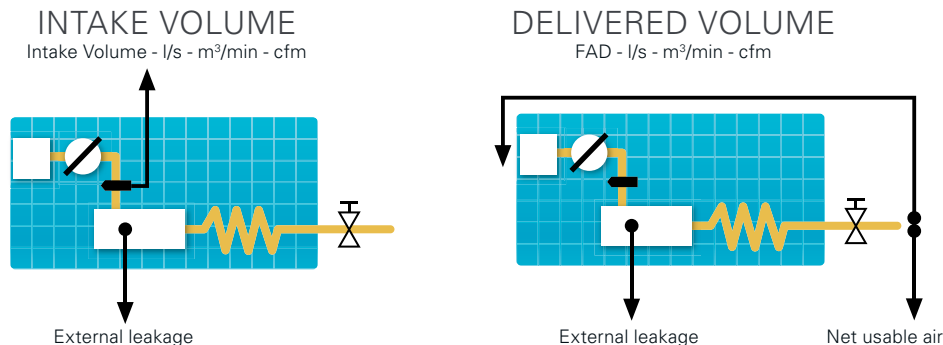 INTAKE VOLUME
Intake Volume - l/s - m³/min - cfm
External leakage
DELIVERED VOLUME
FAD - l/s - m³/min - cfm
External leakage
Net usable air